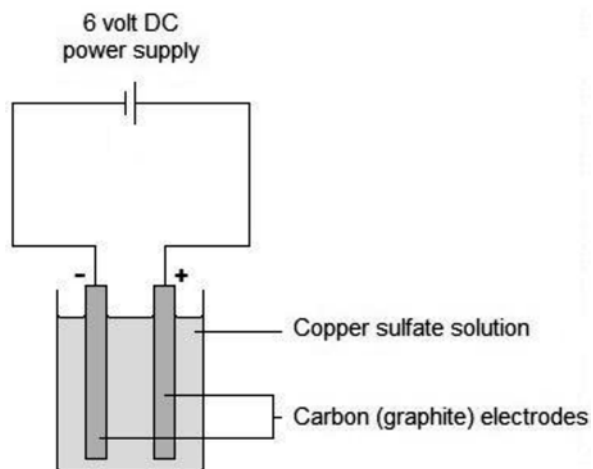 6 volt DC
power supply
- +
Copper sulfate solution
Carbon (graphite) electrodes